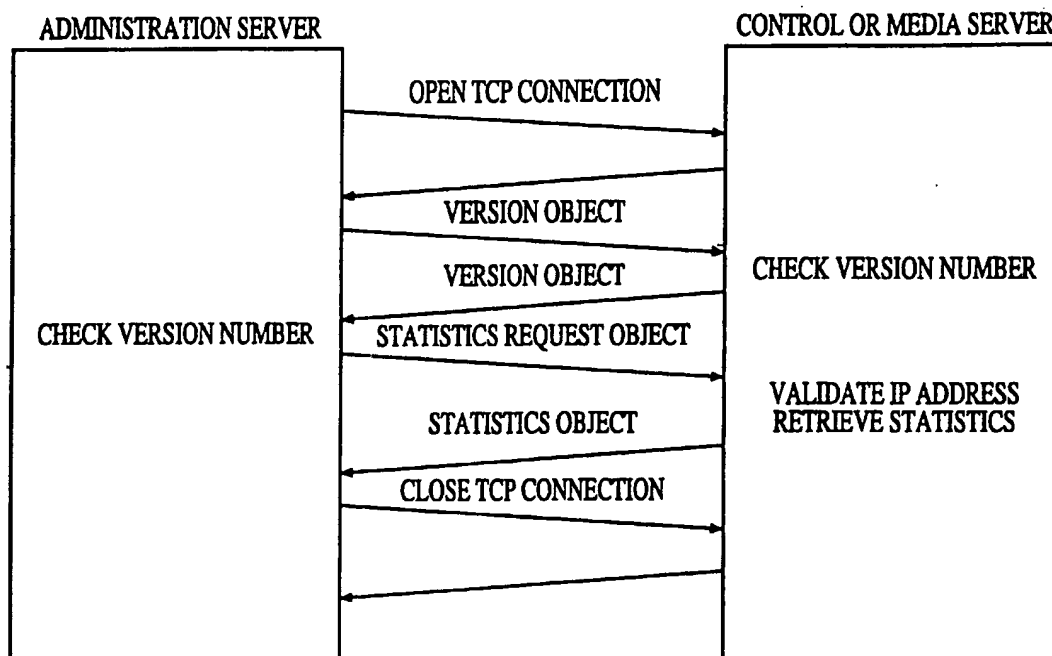 ADMINISTRATION SERVER
CONTROL OR MEDIA SERVER
OPEN TCP CONNECTION
VERSION OBJECT
VERSION OBJECT
CHECK VERSION NUMBER
CHECK VERSION NUMBER
STATISTICS REQUEST OBJECT
VALIDATE IP ADDRESS
RETRIEVE STATISTICS
STATISTICS OBJECT
CLOSE TCP CONNECTION